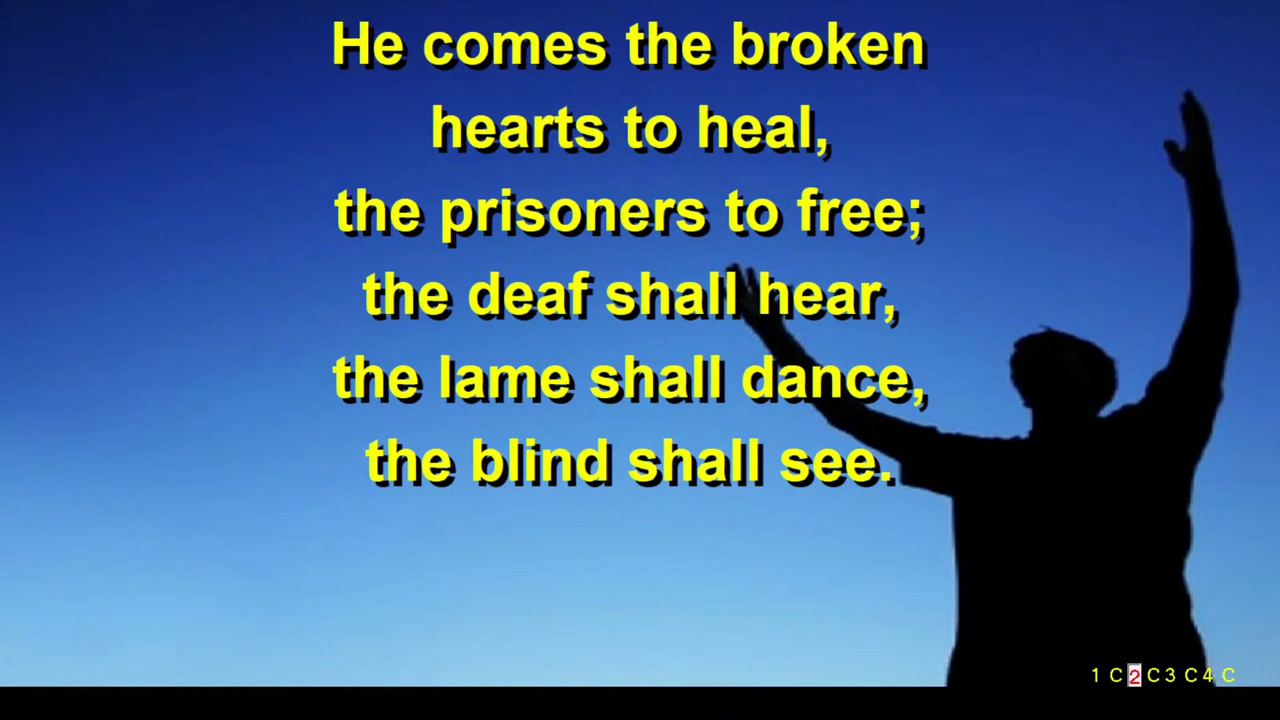 He comes the broken
hearts to heal,
the prisoners to free;
the deaf shall hear,
the lame shall dance,
the blind shall see.
1 C 2 C 3 C 4 C